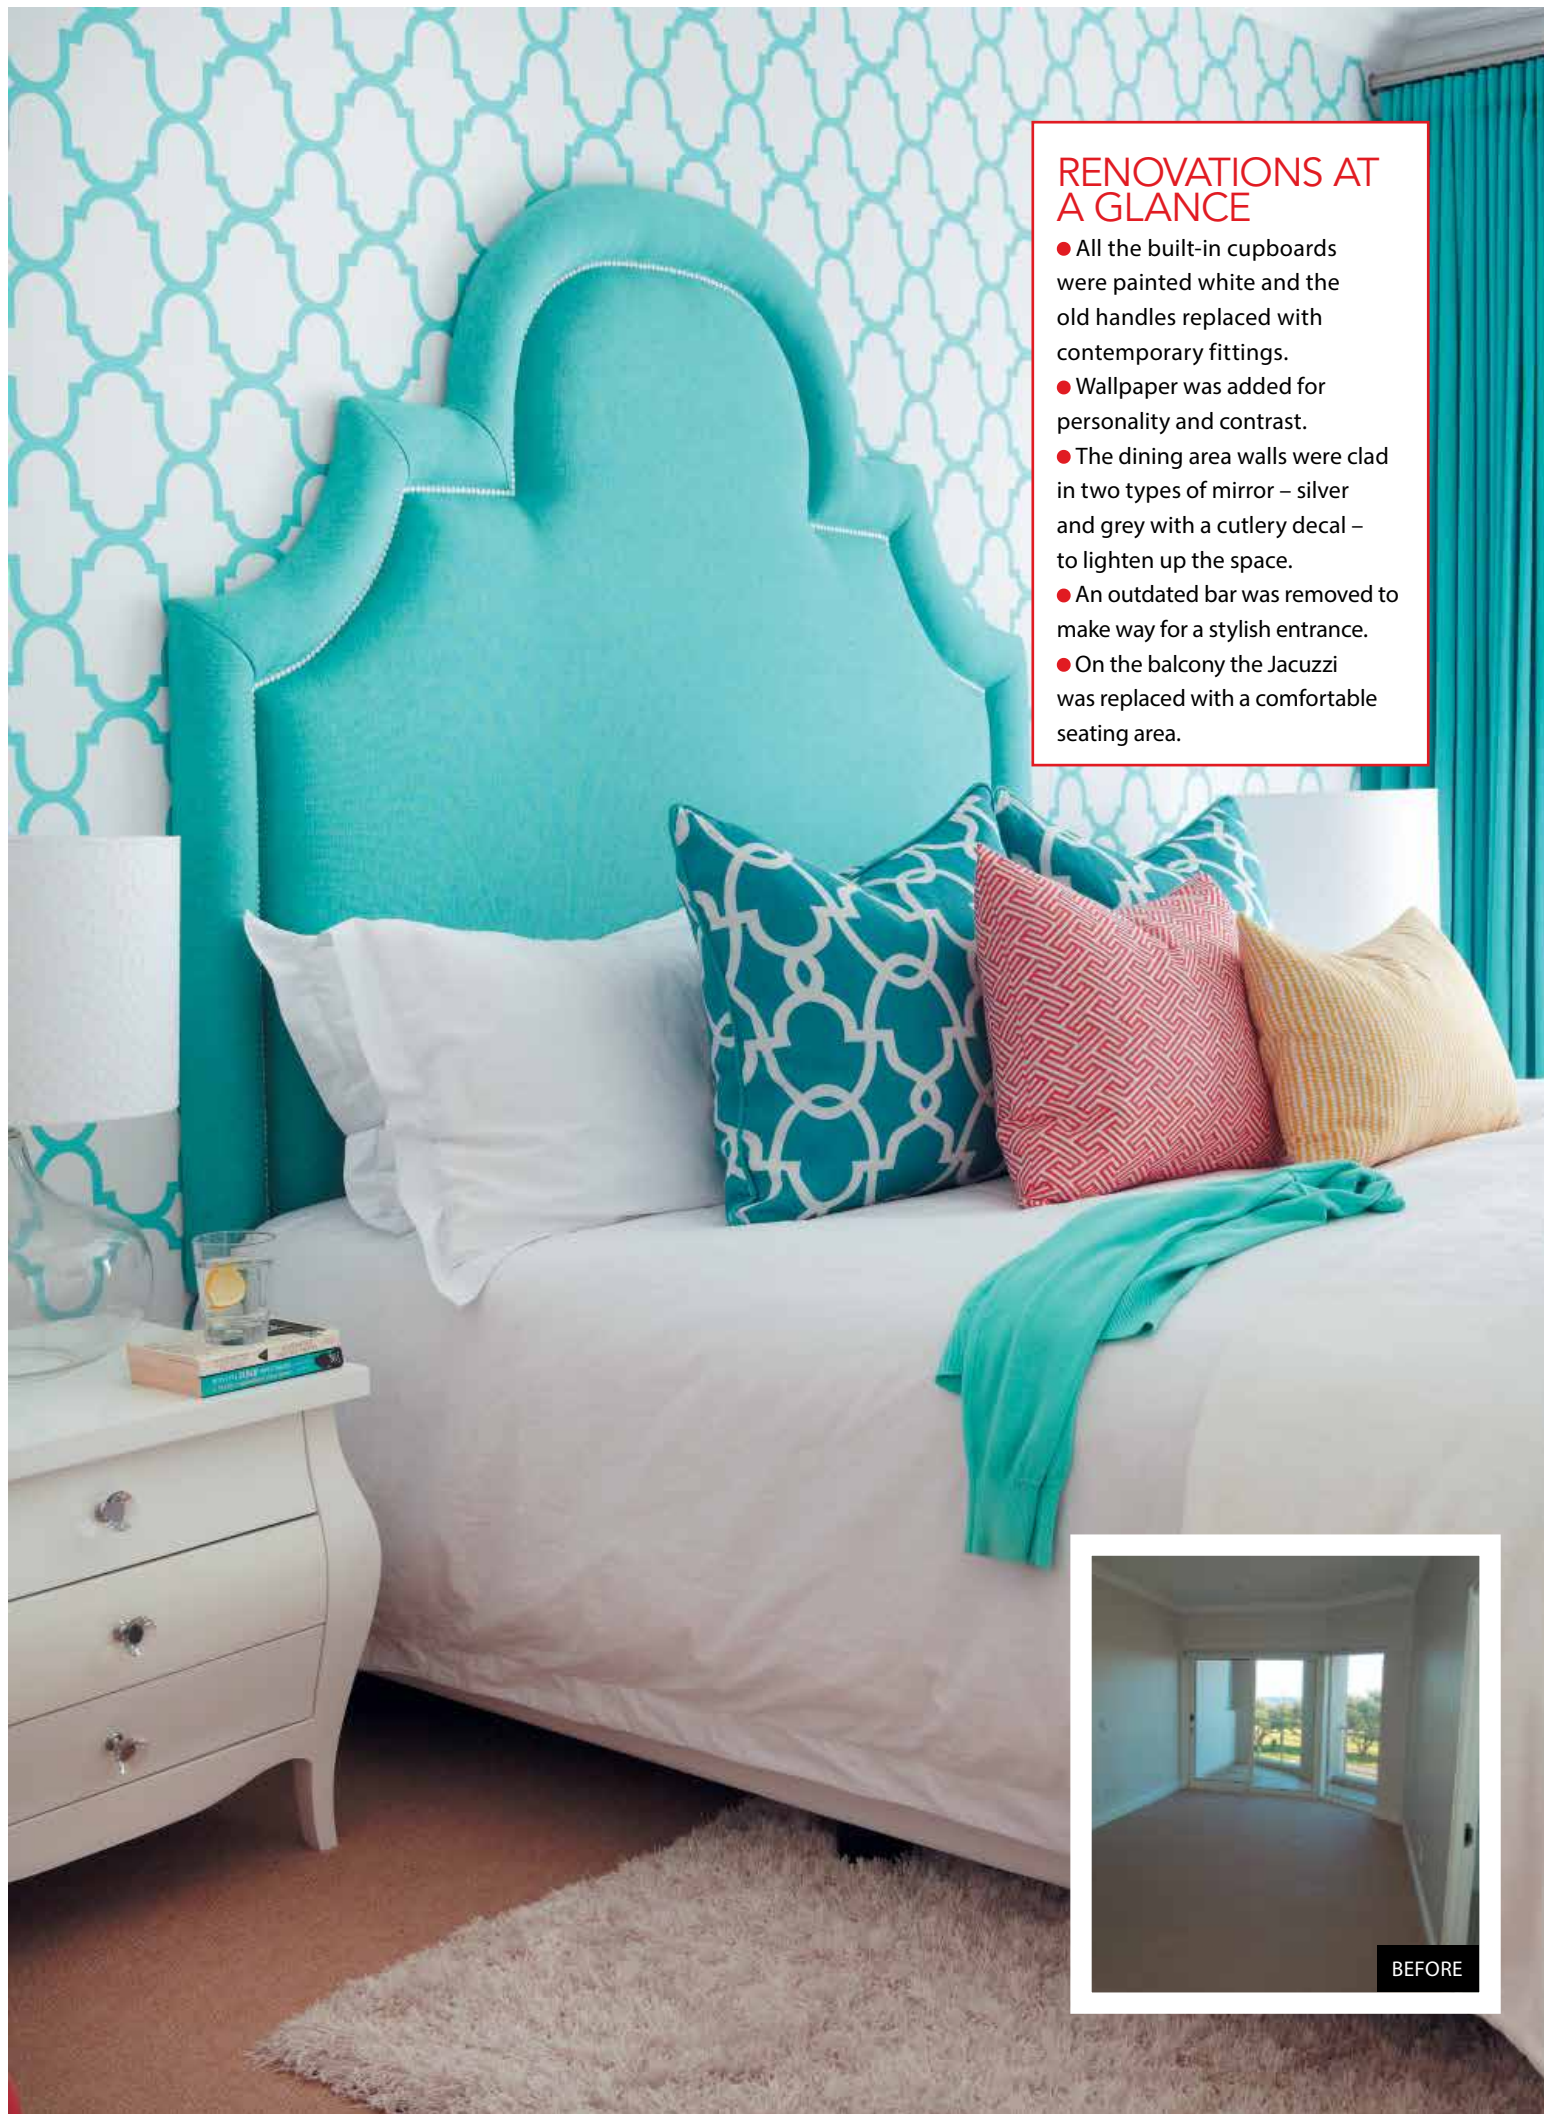 RENOVATIONS AT
A GLANCE
● All the built-in cupboards
were painted white and the
old handles replaced with
contemporary fittings.
● Wallpaper was added for
personality and contrast.
● The dining area walls were clad
in two types of mirror – silver
and grey with a cutlery decal –
to lighten up the space.
● An outdated bar was removed to
make way for a stylish entrance.
● On the balcony the Jacuzzi
was replaced with a comfortable
seating area.
BEFORE